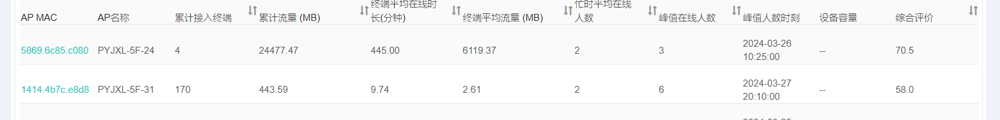 AP MAC AP名称 累计接入终端 累计流量 (MB) 终端平均在线时长(分钟) 终端平均流量 (MB) 忙时平均在线人数 峰值在线人数 峰值人数时刻 设备容量 综合评价
5869.6c85.c080 PYJXL-5F-24 4 24477.47 445.00 6119.37 2 3 2024-03-26 10:25:00 -- 70.5
1414.4b7c.e8d8 PYJXL-5F-31 170 443.59 9.74 2.61 2 6 2024-03-27 20:10:00 -- 58.0